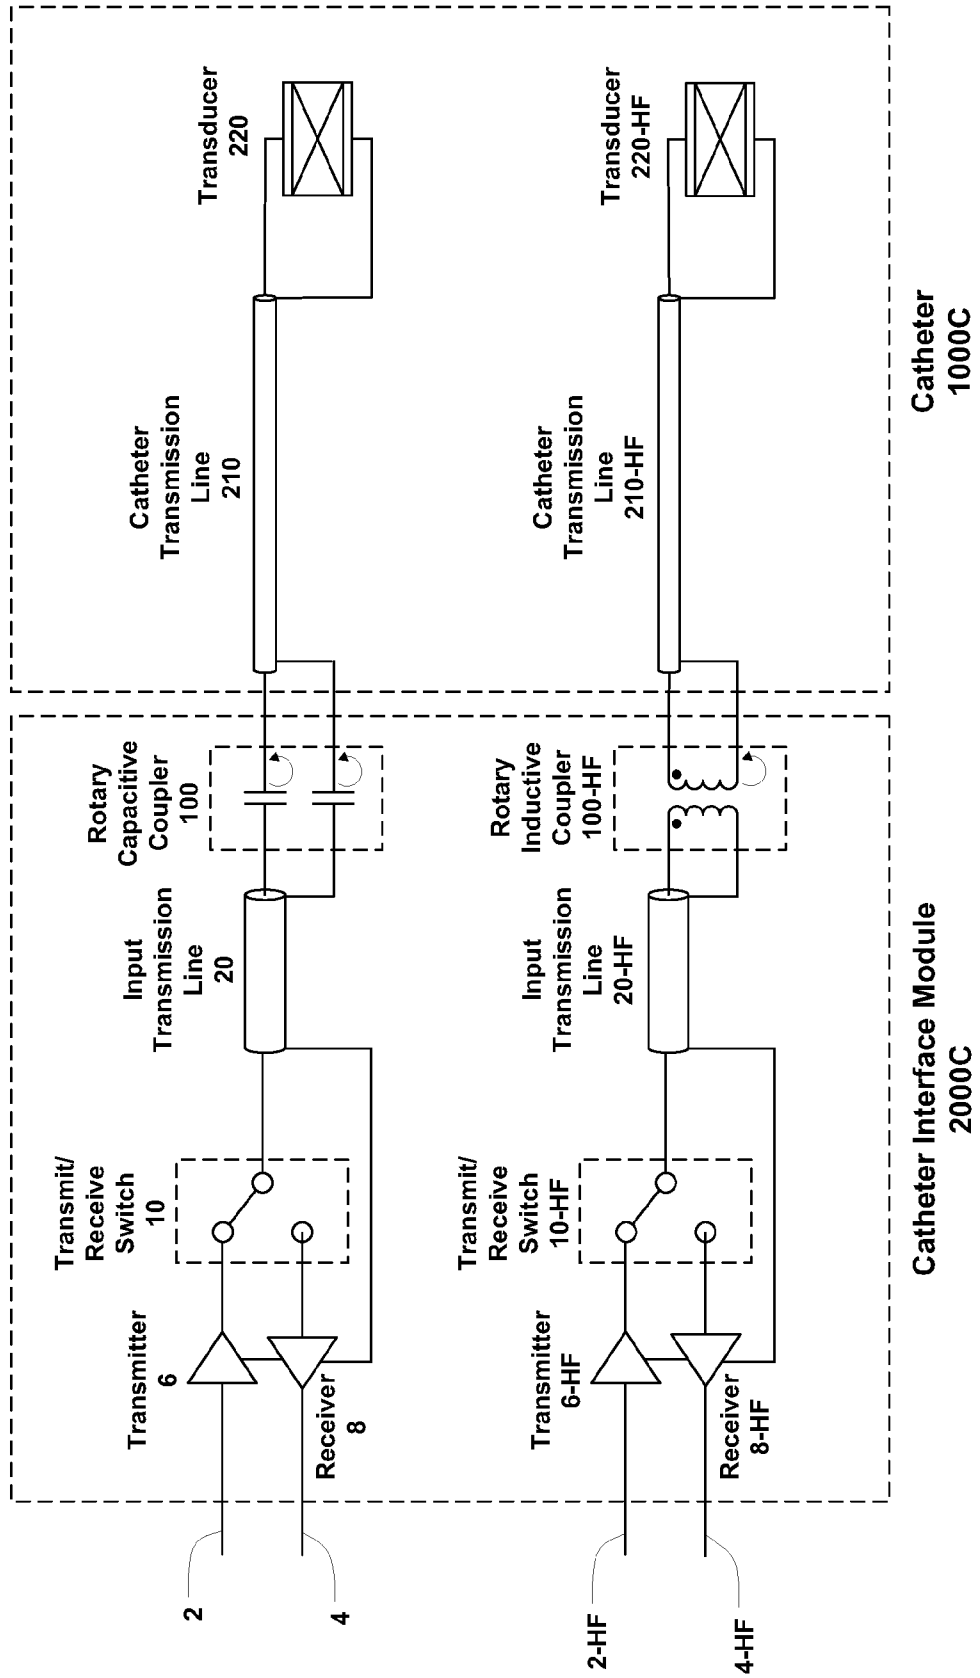 2
4
Transmitter
6
Receiver
8
Transmit/
Receive
Switch
10
Input
Transmission
Line
20
Rotary
Capacitive
Coupler
100
Catheter
Transmission
Line
210
Transducer
220
2-HF
4-HF
Transmitter
6-HF
Receiver
8-HF
Transmit/
Receive
Switch
10-HF
Input
Transmission
Line
20-HF
Rotary
Inductive
Coupler
100-HF
Catheter
Transmission
Line
210-HF
Transducer
220-HF
Catheter Interface Module
2000C
Catheter
1000C